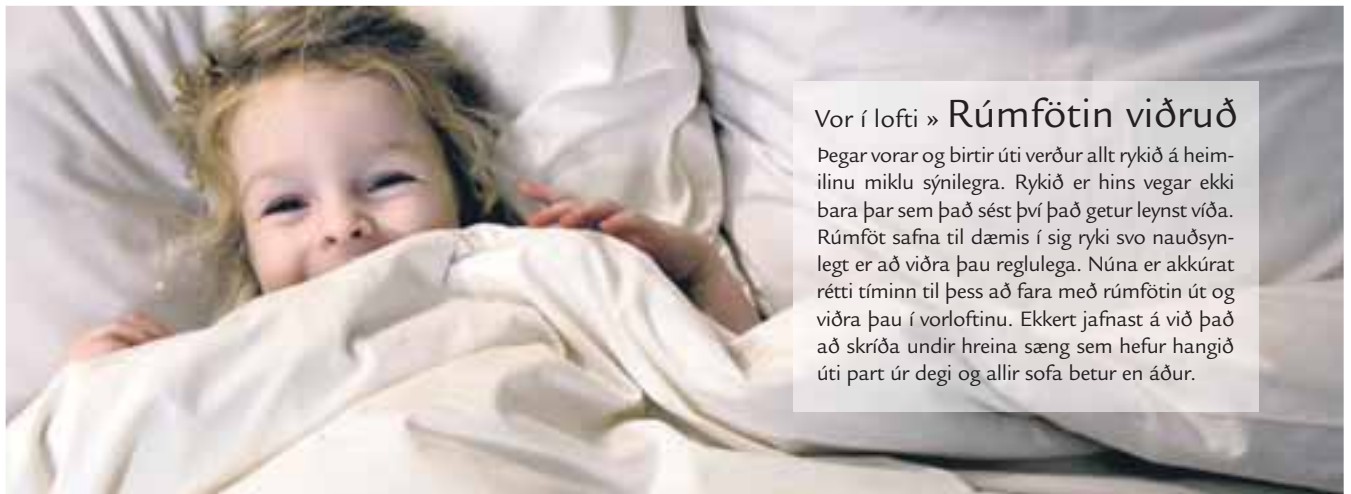 Vor í lofti » Rúmfötin viðruð
Þegar vorar og birtir úti verður allt rykið á heim-
ilinu miklu sýnilegra. Rykið er hins vegar ekki
bara þar sem það sést því það getur leynst víða.
Rúmföt safna til dæmis í sig ryki svo nauðsyn-
legt er að viðra þau reglulega. Núna er akkúrat
rétti tíminn til þess að fara með rúmfötin út og
viðra þau í vorloftinu. Ekkert jafnast á við það
að skríða undir hreina sæng sem hefur hangið
úti part úr degi og allir sofa betur en áður.